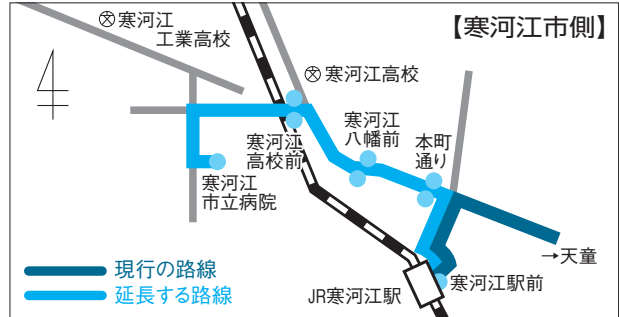 【寒河江市側】
寒河江
工業高校
寒河江高校
寒河江
八幡前
本町
通り
寒河江
高校前
寒河江
市立病院
→天童
現行の路線
延長する路線
JR寒河江駅
寒河江駅前